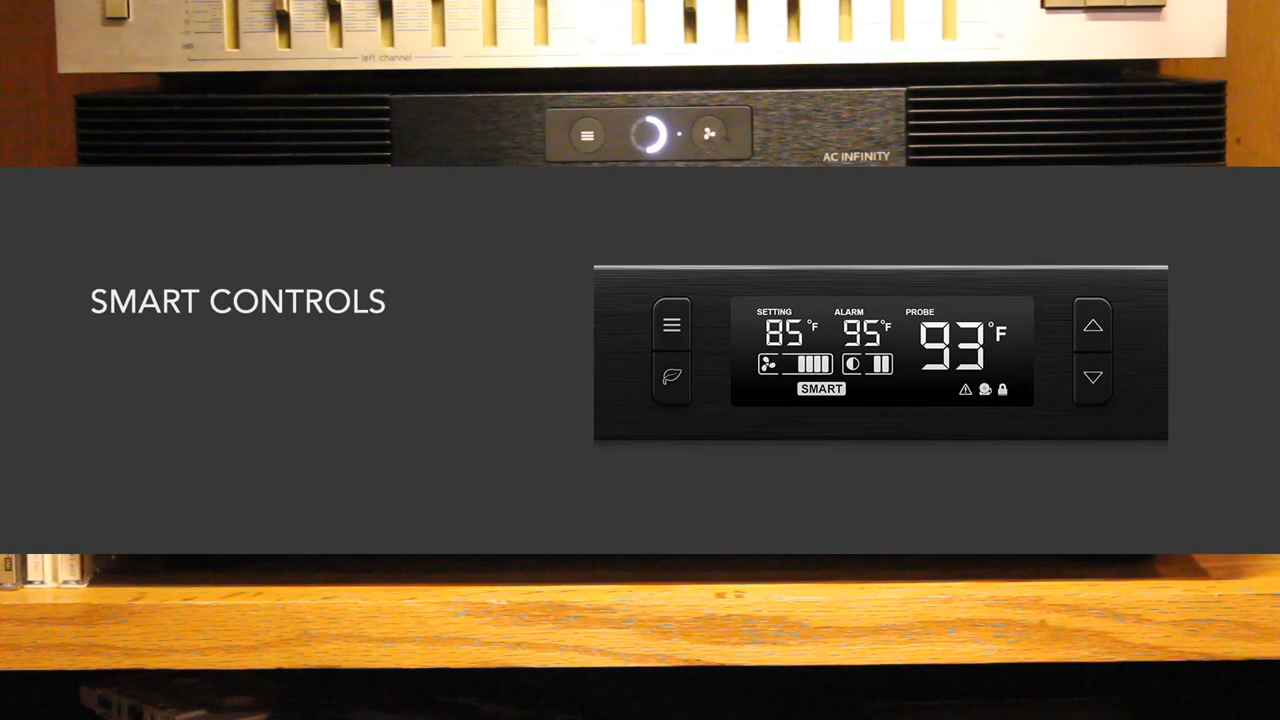 left channel
AC INFINITY
SMART CONTROLS
SETTING ALARM PROBE
85°F 95°F 93°F
SMART